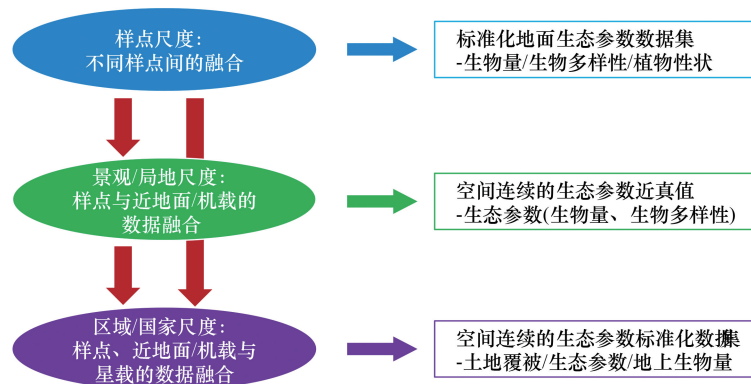 样点尺度:
不同样点间的融合
标准化地面生态参数数据集
-生物量/生物多样性/植物性状
景观/局地尺度:
样点与近地面/机载的
数据融合
空间连续的生态参数近真值
-生态参数(生物量、生物多样性)
区域/国家尺度:
样点、近地面/机载与
星载的数据融合
空间连续的生态参数标准化数据集
-土地覆被/生态参数/地上生物量